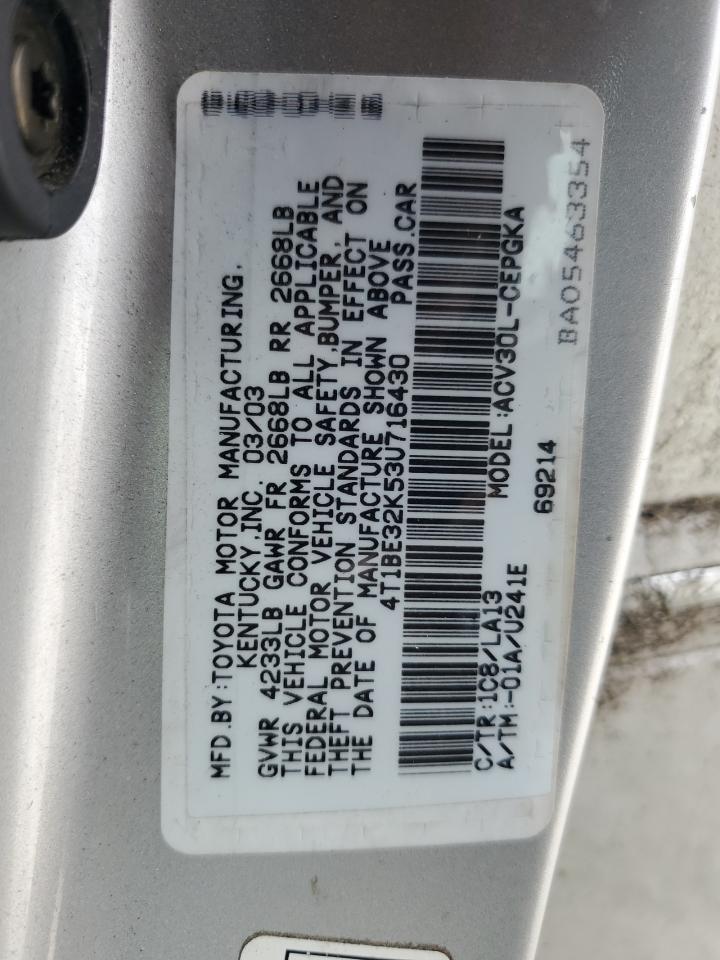 MFD.BY:TOYOTA MOTOR MANUFACTURING,
KENTUCKY,INC. 03/03
GVWR 4233LB GAWR FR 2668LB RR 2668LB
THIS VEHICLE CONFORMS TO ALL APPLICABLE
FEDERAL MOTOR VEHICLE SAFETY,BUMPER, AND
THEFT PREVENTION STANDARDS IN EFFECT ON
THE DATE OF MANUFACTURE SHOWN ABOVE
4T1BE32K53U716430 PASS.CAR
C/TR:1C8/LA13 MODEL:ACV30L-CEPGKA
A/TM:-01A/U241E 69214
BA05463354